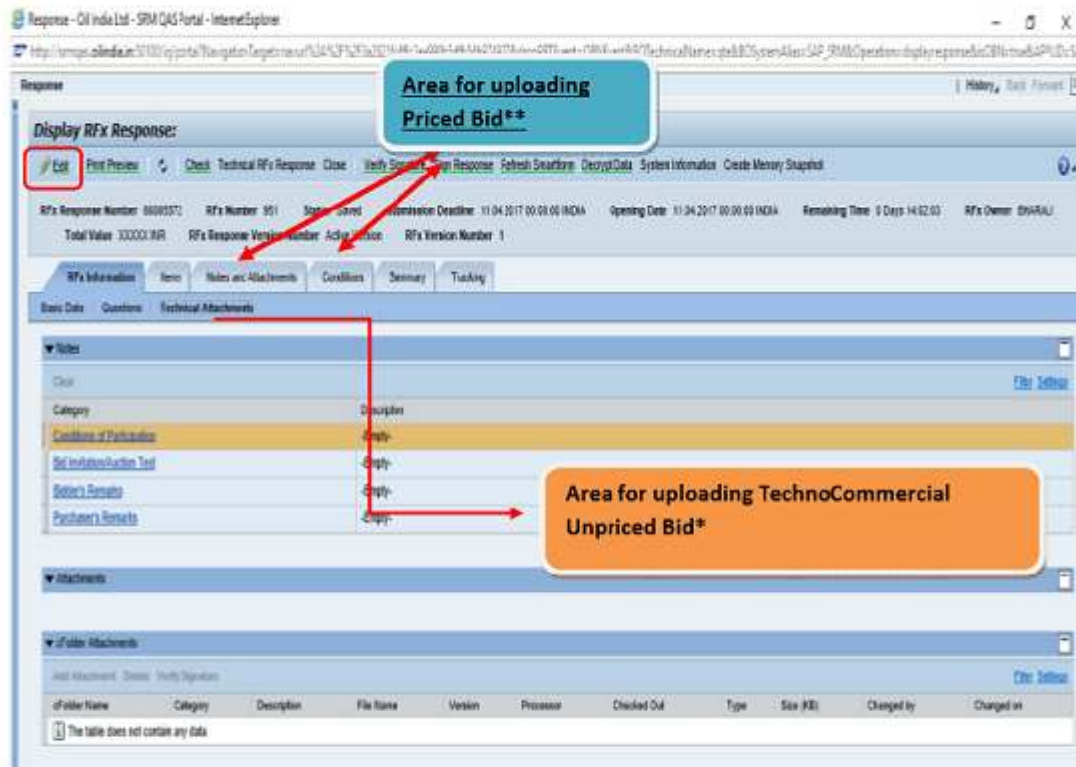 Response - Oil India Ltd - SRM QAS Portal - Internet Explorer
Response
History Back Forward
Area for uploading
Priced Bid**
Display RFx Response:
Edit Print Preview Check Technical RFx Response Close Verify Signature Sign Response Refresh Smartform Decrypt Data System Information Create Memory Snapshot
RFx Response Number RFx Number 951 Status Saved Submission Deadline 11.04.2017 00:00:00 INDIA Opening Date 11.04.2017 00:00:00 INDIA Remaining Time 0 Days RFx Owner
Total Value INR RFx Response Version Number Active Version RFx Version Number 1
RFx Information Items Notes and Attachments Conditions Summary Tracking
Basic Data Questions Technical Attachments
Notes
Clear Filter Settings
Category Description
Conditions of Participation -Empty-
Bid Invitation/Auction Text -Empty-
Bidder's Remarks -Empty-
Purchaser's Remarks -Empty-
Area for uploading TechnoCommercial
Unpriced Bid*
Attachments
cFolder Attachments
Add Attachment Delete Verify Signature Filter Settings
cFolder Name Category Description File Name Version Processor Checked Out Type Size (KB) Changed by Changed on
The table does not contain any data